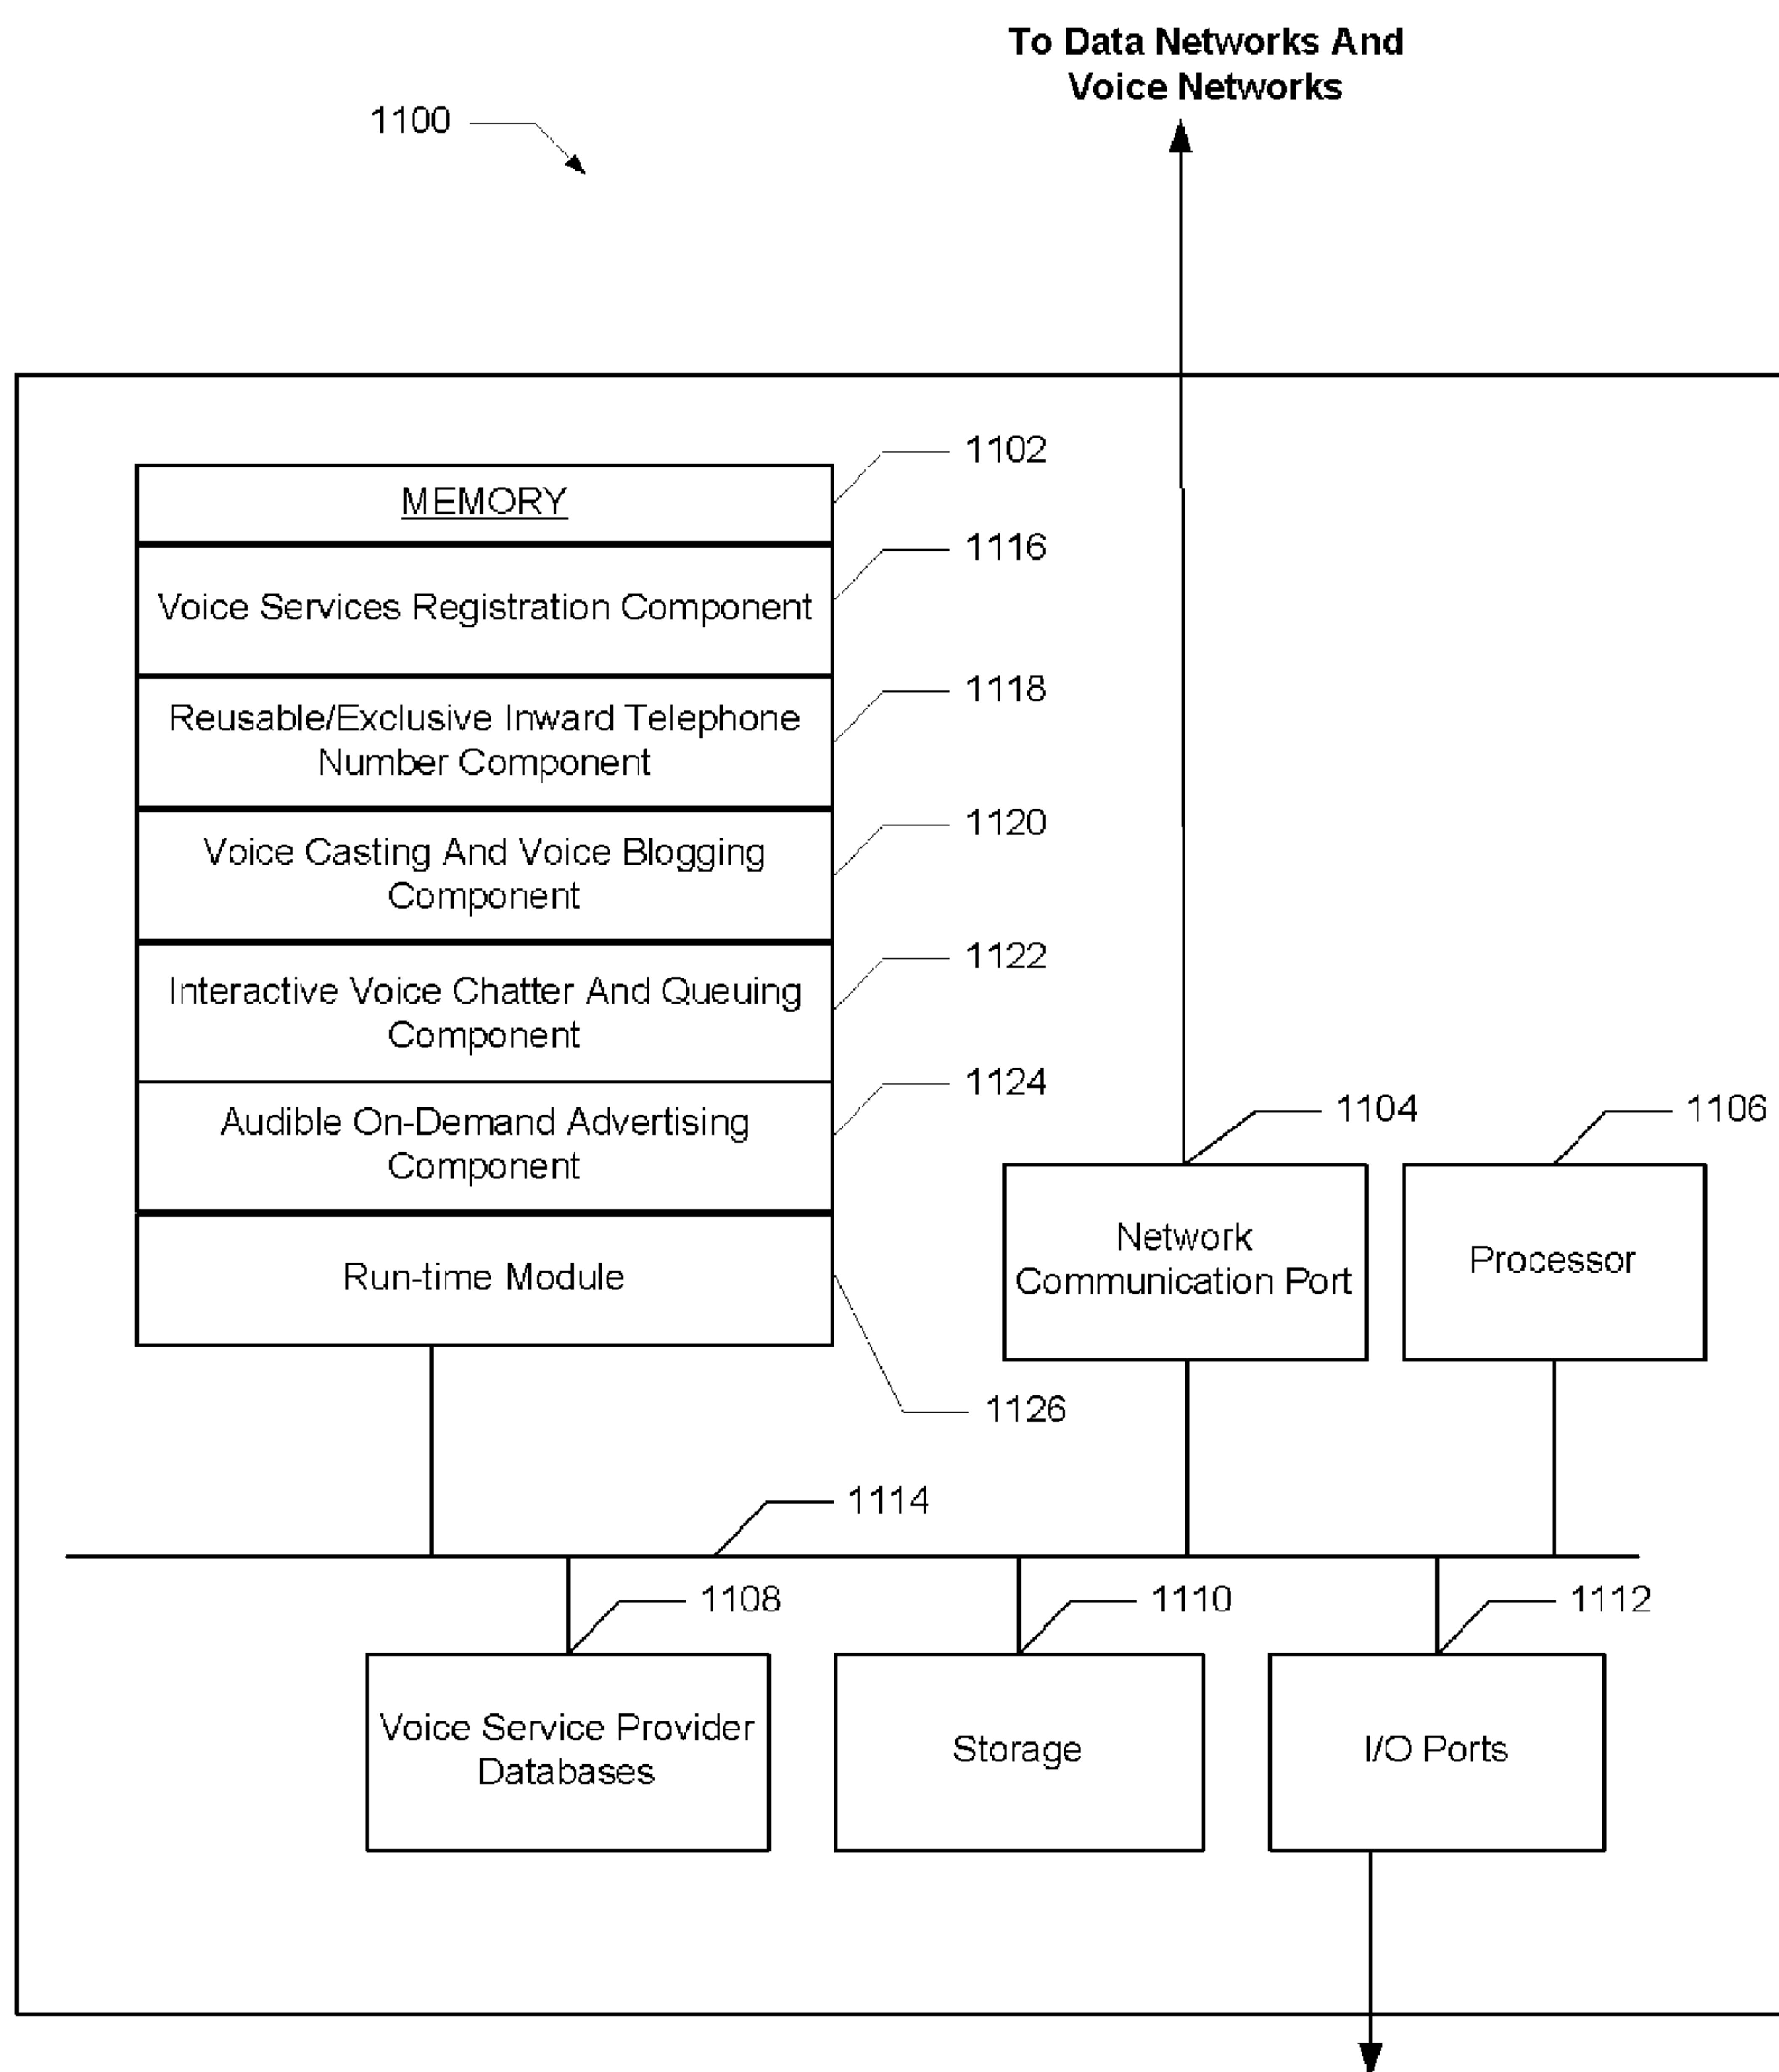 To Data Networks And
Voice Networks
1100
1102
MEMORY
1116
Voice Services Registration Component
1118
Reusable/Exclusive Inward Telephone
Number Component
1120
Voice Casting And Voice Blogging
Component
1122
Interactive Voice Chatter And Queuing
Component
1124
Audible On-Demand Advertising
Component
1104
1106
Network
Communication Port
Processor
Run-time Module
1126
1114
1108
1110
1112
Voice Service Provider
Databases
Storage
I/O Ports